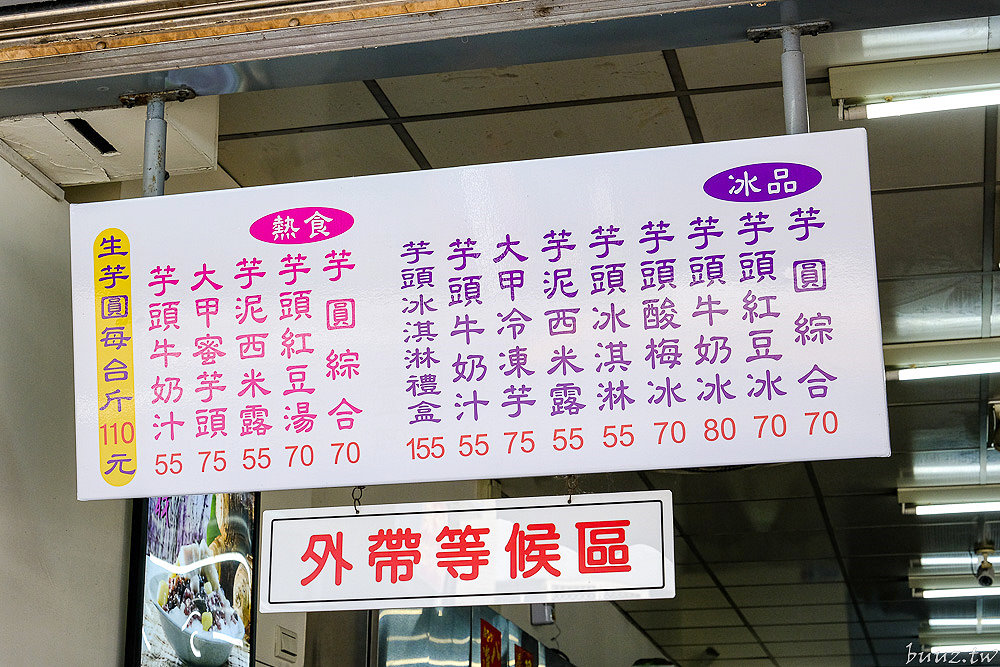 冰品
芋圓綜合 70
芋頭紅豆冰 70
芋頭牛奶冰 80
芋頭酸梅冰 70
芋頭冰淇淋 55
芋泥西米露 55
大甲冷凍芋 75
芋頭牛奶汁 55
芋頭冰淇淋禮盒 155
熱食
芋圓綜合 70
芋頭紅豆湯 70
芋泥西米露 55
大甲蜜芋頭 75
芋頭牛奶汁 55
生芋圓每台斤110元
外帶等候區
buuz.tw